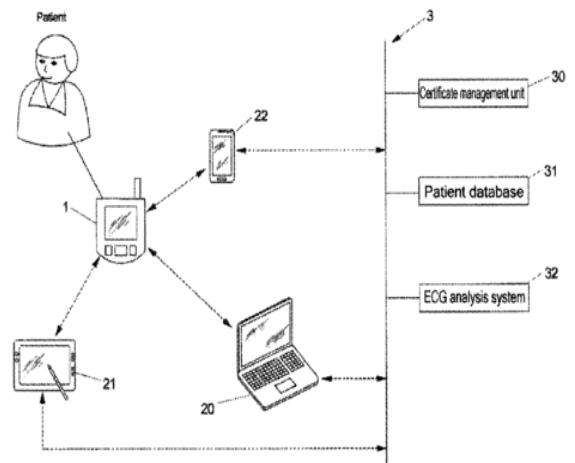 Patient
3
30
Certificate management unit
22
31
Patient database
1
32
ECG analysis system
21
20